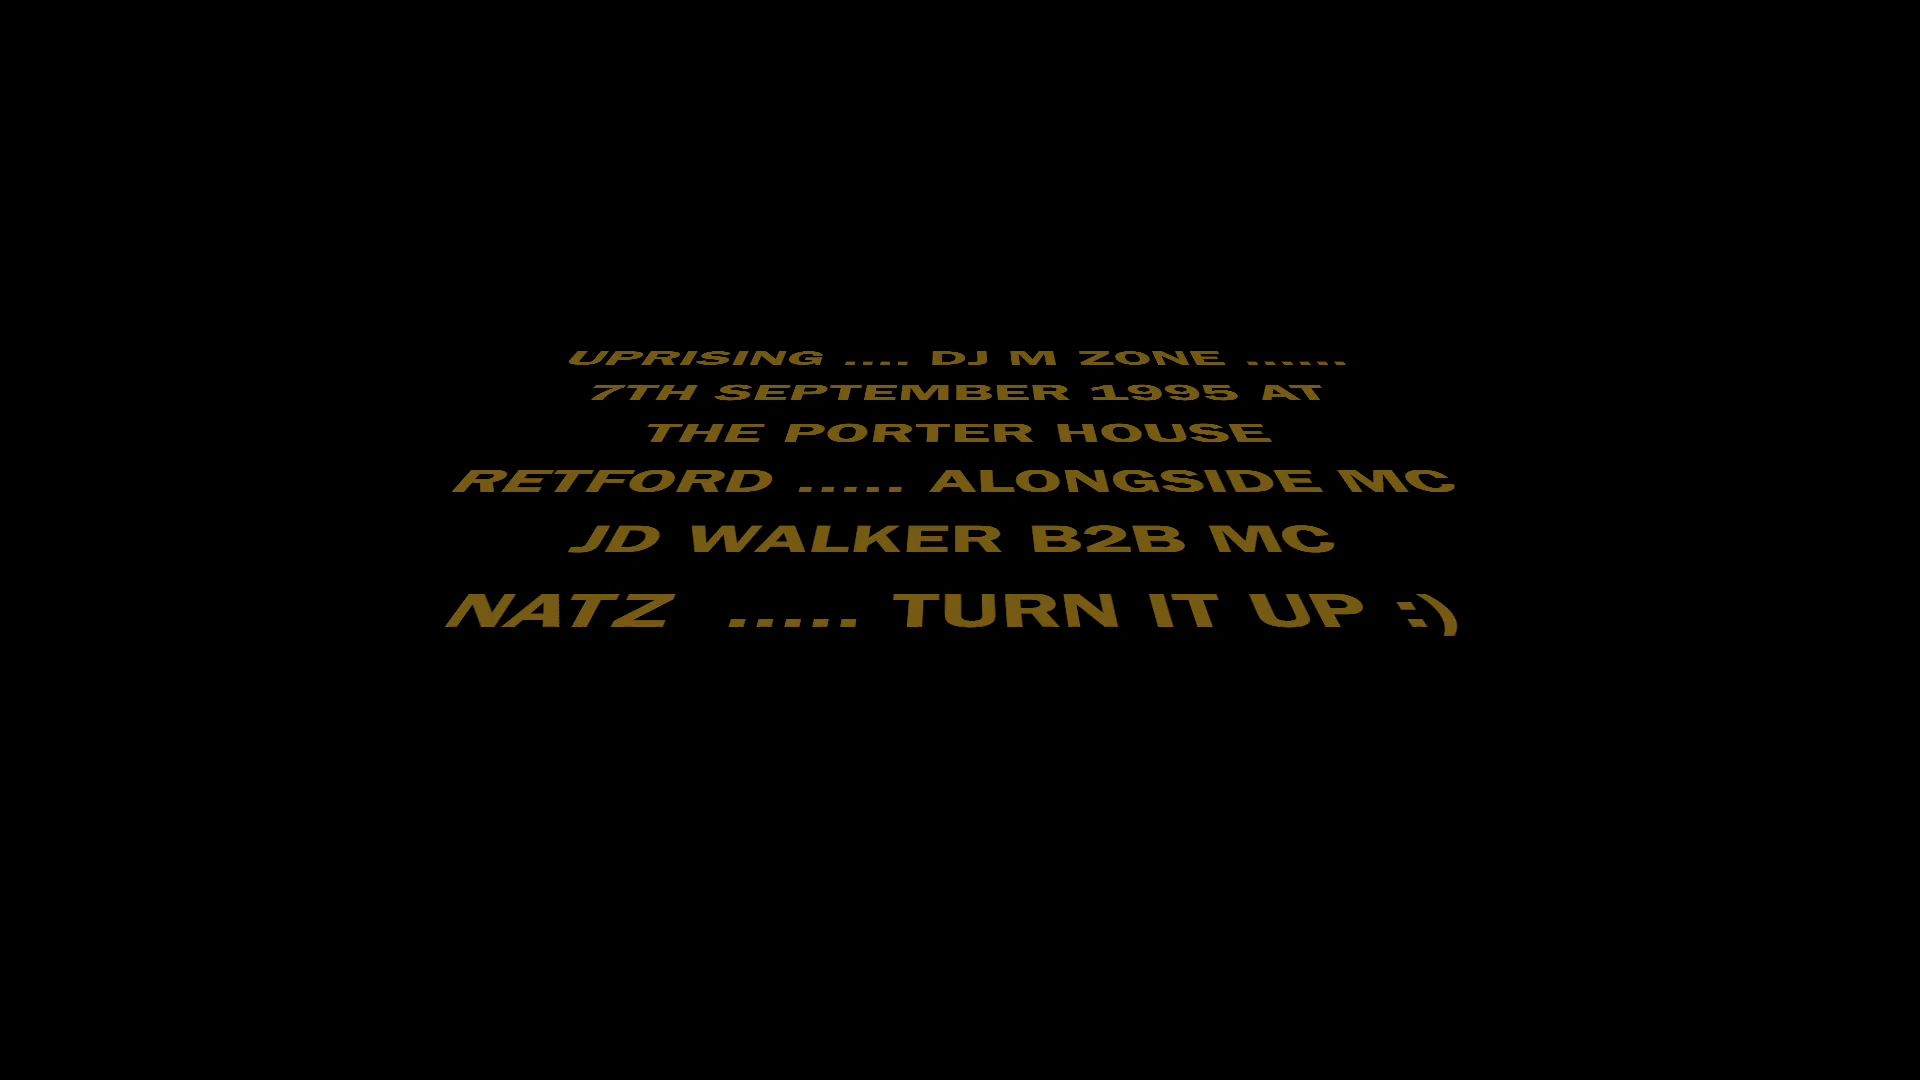 UPRISING .... DJ M ZONE ......
7TH SEPTEMBER 1995 AT
THE PORTER HOUSE
RETFORD ..... ALONGSIDE MC
JD WALKER B2B MC
NATZ  ..... TURN IT UP :)